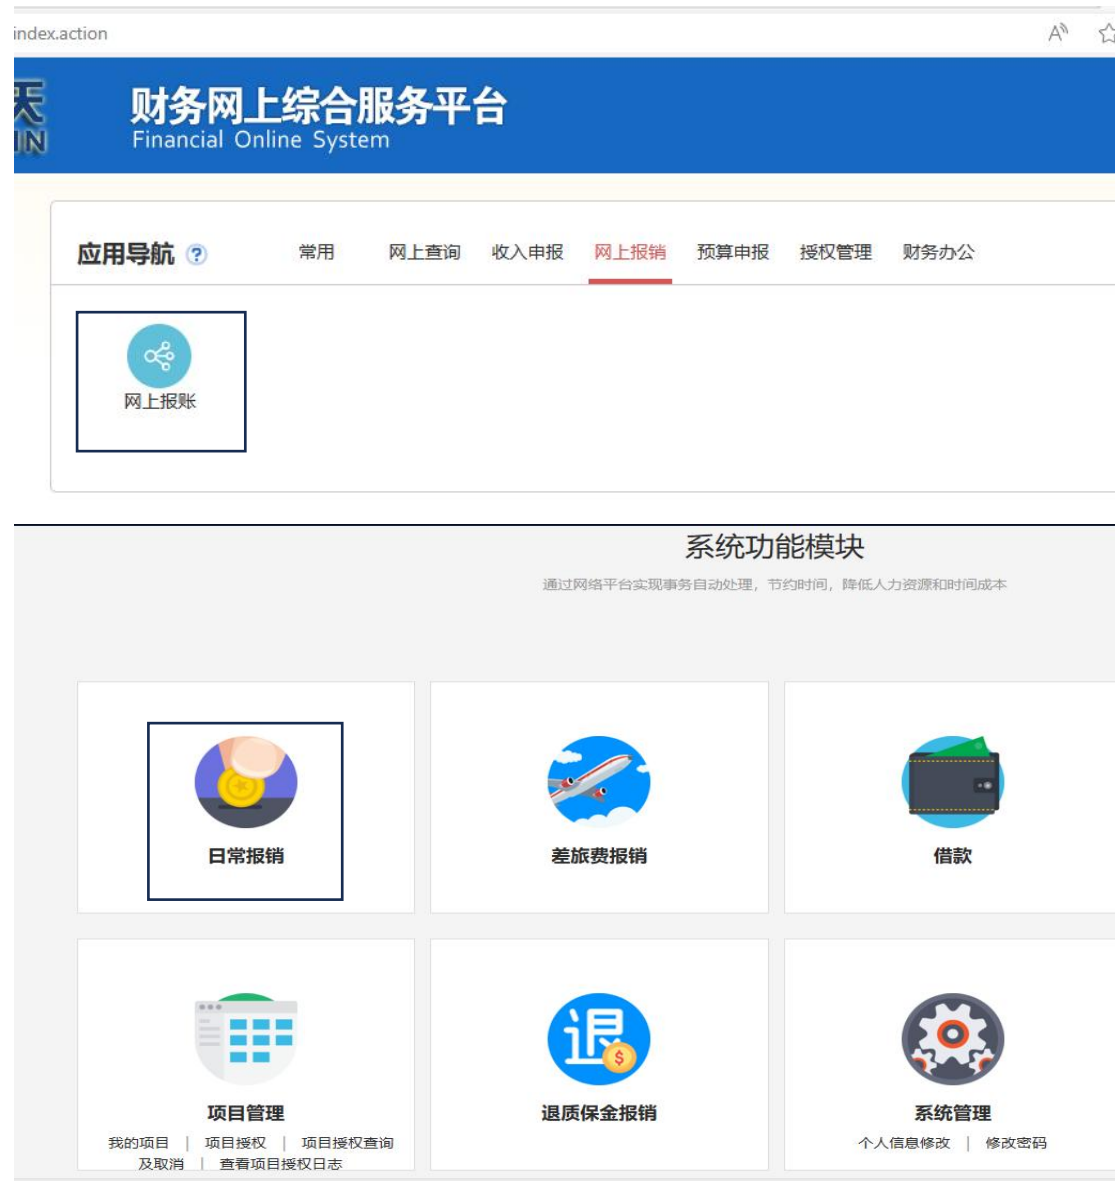 index.action
A
天
财务网上综合服务平台
IN
Financial Online System
应用导航 ? 常用 网上查询 收入申报 网上报销 预算申报 授权管理 财务办公
网上报账
系统功能模块
通过网络平台实现事务自动处理，节约时间，降低人力资源和时间成本
日常报销 差旅费报销 借款
退
$
项目管理 退质保金报销 系统管理
我的项目 | 项目授权 | 项目授权查询 个人信息修改 | 修改密码
及取消 | 查看项目授权日志